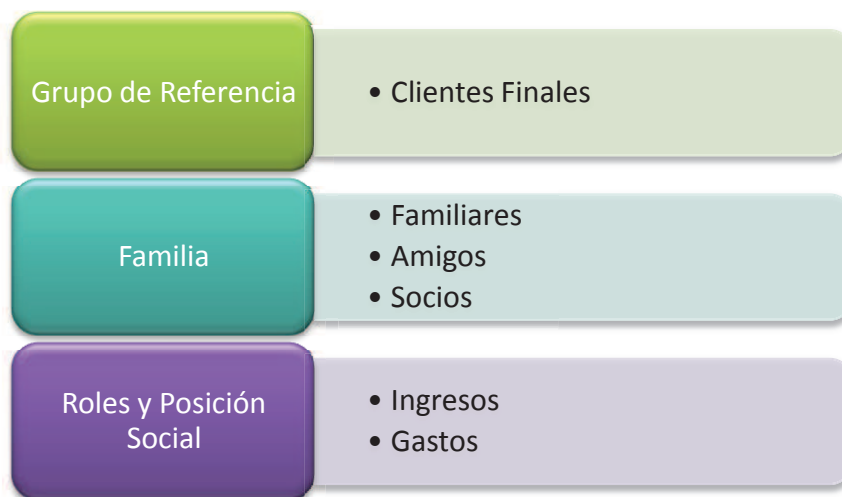 Grupo de Referencia
• Clientes Finales
Familia
• Familiares
• Amigos
• Socios
Roles y Posición
Social
• Ingresos
• Gastos